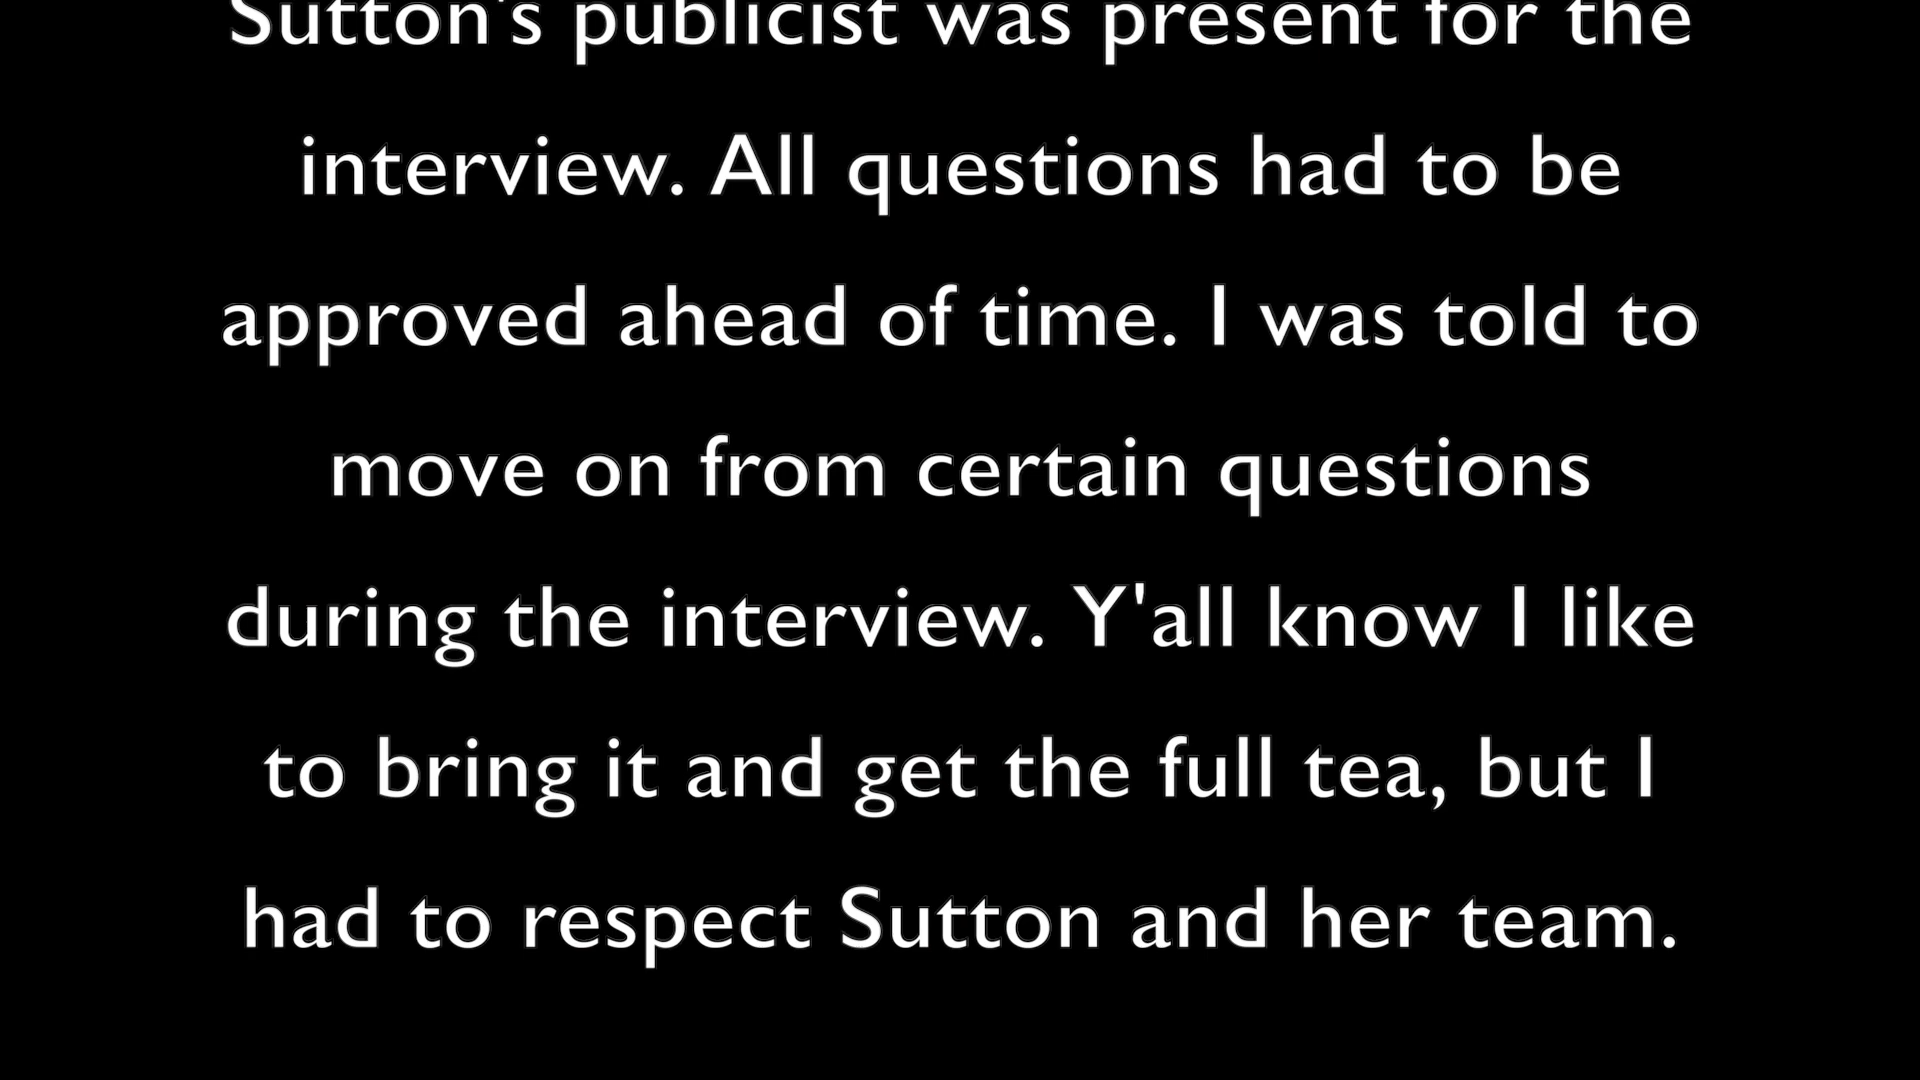 Sutton's publicist was present for the
interview. All questions had to be
approved ahead of time. I was told to
move on from certain questions
during the interview. Y'all know I like
to bring it and get the full tea, but I
had to respect Sutton and her team.